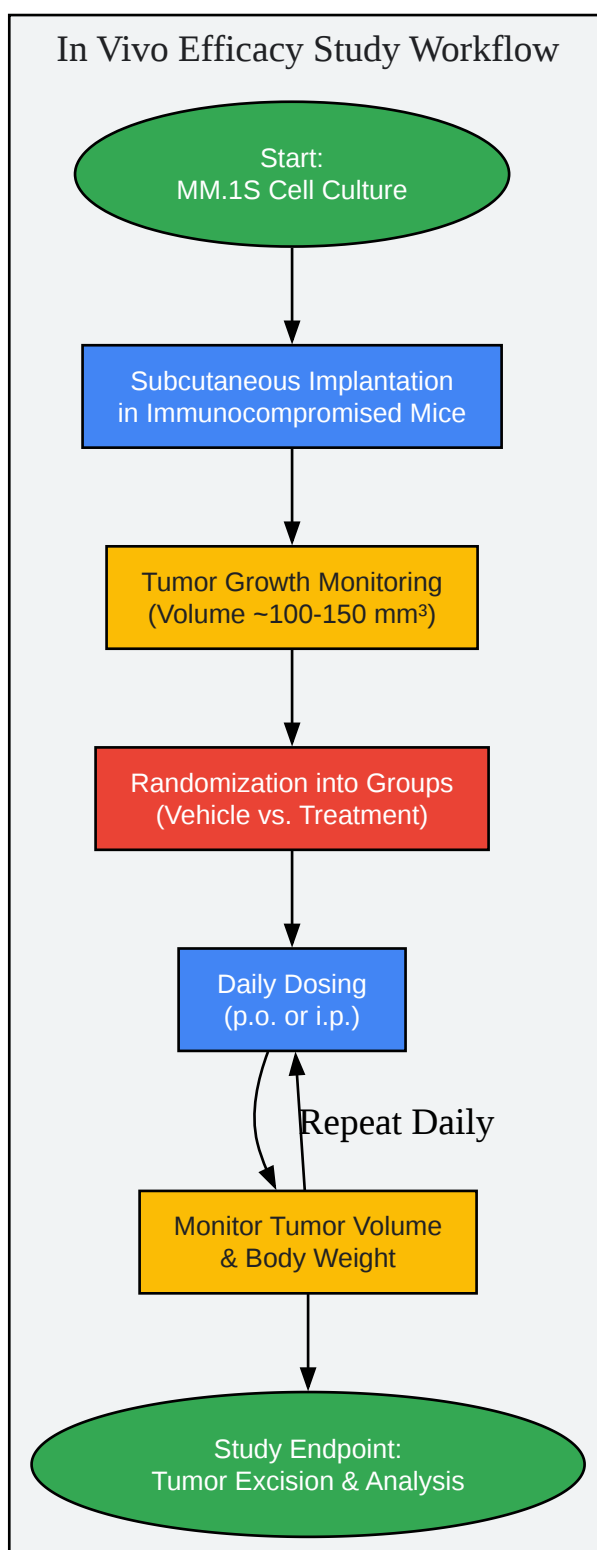 In Vivo Efficacy Study Workflow
Start:
MM.1S Cell Culture
Subcutaneous Implantation
in Immunocompromised Mice
Tumor Growth Monitoring
(Volume ~100-150 mm³)
Randomization into Groups
(Vehicle vs. Treatment)
Daily Dosing
(p.o. or i.p.)
Repeat Daily
Monitor Tumor Volume
& Body Weight
Study Endpoint:
Tumor Excision & Analysis